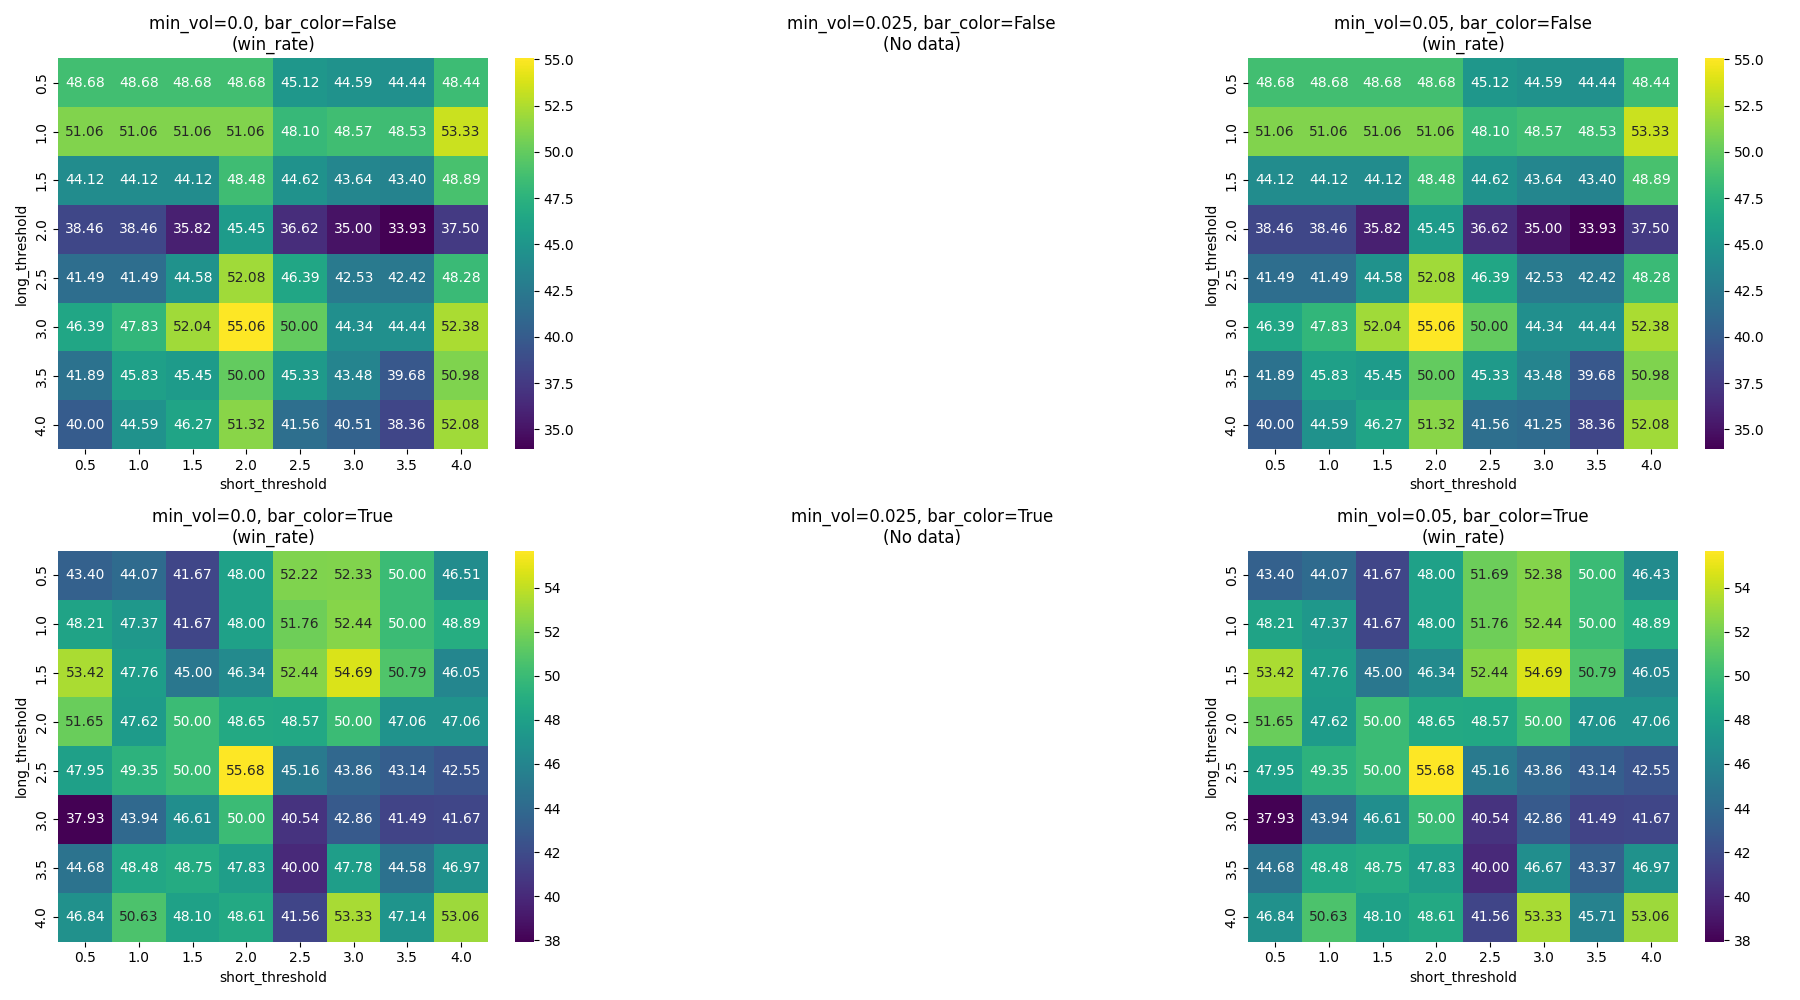 min_vol=0.0, bar_color=False
(win_rate)
long_threshold
0.5 48.68 48.68 48.68 48.68 45.12 44.59 44.44 48.44
1.0 51.06 51.06 51.06 51.06 48.10 48.57 48.53 53.33
1.5 44.12 44.12 44.12 48.48 44.62 43.64 43.40 48.89
2.0 38.46 38.46 35.82 45.45 36.62 35.00 33.93 37.50
2.5 41.49 41.49 44.58 52.08 46.39 42.53 42.42 48.28
3.0 46.39 47.83 52.04 55.06 50.00 44.34 44.44 52.38
3.5 41.89 45.83 45.45 50.00 45.33 43.48 39.68 50.98
4.0 40.00 44.59 46.27 51.32 41.56 40.51 38.36 52.08
0.5 1.0 1.5 2.0 2.5 3.0 3.5 4.0
short_threshold
55.0
52.5
50.0
47.5
45.0
42.5
40.0
37.5
35.0
min_vol=0.025, bar_color=False
(No data)
min_vol=0.05, bar_color=False
(win_rate)
long_threshold
0.5 48.68 48.68 48.68 48.68 45.12 44.59 44.44 48.44
1.0 51.06 51.06 51.06 51.06 48.10 48.57 48.53 53.33
1.5 44.12 44.12 44.12 48.48 44.62 43.64 43.40 48.89
2.0 38.46 38.46 35.82 45.45 36.62 35.00 33.93 37.50
2.5 41.49 41.49 44.58 52.08 46.39 42.53 42.42 48.28
3.0 46.39 47.83 52.04 55.06 50.00 44.34 44.44 52.38
3.5 41.89 45.83 45.45 50.00 45.33 43.48 39.68 50.98
4.0 40.00 44.59 46.27 51.32 41.56 41.25 38.36 52.08
0.5 1.0 1.5 2.0 2.5 3.0 3.5 4.0
short_threshold
55.0
52.5
50.0
47.5
45.0
42.5
40.0
37.5
35.0
min_vol=0.0, bar_color=True
(win_rate)
long_threshold
0.5 43.40 44.07 41.67 48.00 52.22 52.33 50.00 46.51
1.0 48.21 47.37 41.67 48.00 51.76 52.44 50.00 48.89
1.5 53.42 47.76 45.00 46.34 52.44 54.69 50.79 46.05
2.0 51.65 47.62 50.00 48.65 48.57 50.00 47.06 47.06
2.5 47.95 49.35 50.00 55.68 45.16 43.86 43.14 42.55
3.0 37.93 43.94 46.61 50.00 40.54 42.86 41.49 41.67
3.5 44.68 48.48 48.75 47.83 40.00 47.78 44.58 46.97
4.0 46.84 50.63 48.10 48.61 41.56 53.33 47.14 53.06
0.5 1.0 1.5 2.0 2.5 3.0 3.5 4.0
short_threshold
54
52
50
48
46
44
42
40
38
min_vol=0.025, bar_color=True
(No data)
min_vol=0.05, bar_color=True
(win_rate)
long_threshold
0.5 43.40 44.07 41.67 48.00 51.69 52.38 50.00 46.43
1.0 48.21 47.37 41.67 48.00 51.76 52.44 50.00 48.89
1.5 53.42 47.76 45.00 46.34 52.44 54.69 50.79 46.05
2.0 51.65 47.62 50.00 48.65 48.57 50.00 47.06 47.06
2.5 47.95 49.35 50.00 55.68 45.16 43.86 43.14 42.55
3.0 37.93 43.94 46.61 50.00 40.54 42.86 41.49 41.67
3.5 44.68 48.48 48.75 47.83 40.00 46.67 43.37 46.97
4.0 46.84 50.63 48.10 48.61 41.56 53.33 45.71 53.06
0.5 1.0 1.5 2.0 2.5 3.0 3.5 4.0
short_threshold
54
52
50
48
46
44
42
40
38